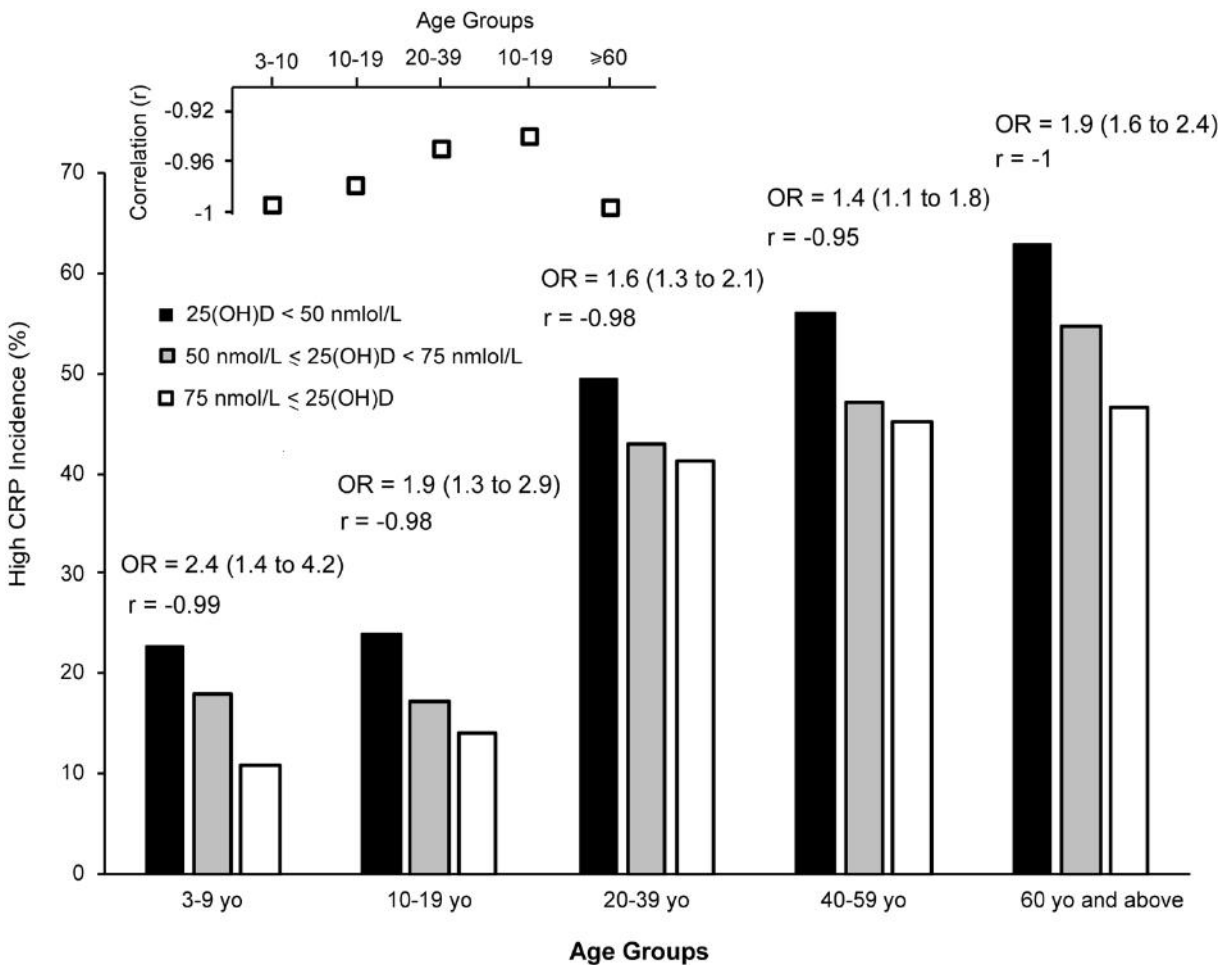 Age Groups
3-10 10-19 20-39 10-19 ⩾60
Correlation (r)
-0.92
-0.96
-1
OR = 1.9 (1.6 to 2.4)
r = -1
OR = 1.4 (1.1 to 1.8)
r = -0.95
OR = 1.6 (1.3 to 2.1)
r = -0.98
25(OH)D < 50 nmlol/L
50 nmol/L ⩽ 25(OH)D < 75 nmlol/L
75 nmol/L ⩽ 25(OH)D
OR = 1.9 (1.3 to 2.9)
r = -0.98
OR = 2.4 (1.4 to 4.2)
r = -0.99
High CRP Incidence (%)
70
60
50
40
30
20
10
0
3-9 yo 10-19 yo 20-39 yo 40-59 yo 60 yo and above
Age Groups